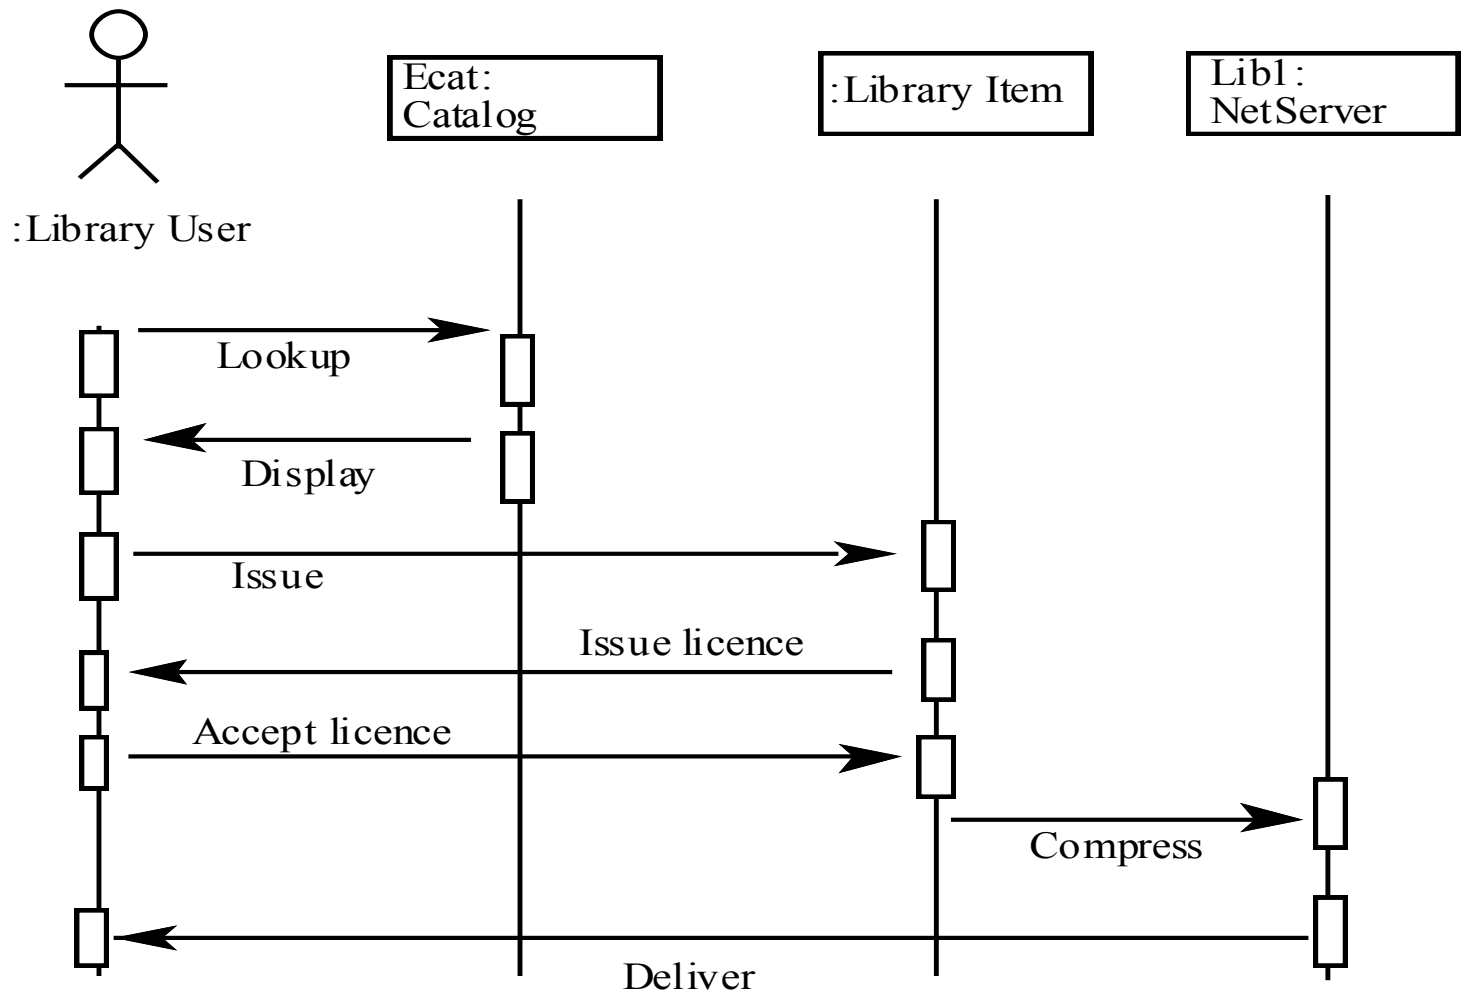 Ecat:
Catalog
:Library Item
Lib1:
NetServer
:Library User
Lookup
Display
Issue
Issue licence
Accept licence
Compress
Deliver